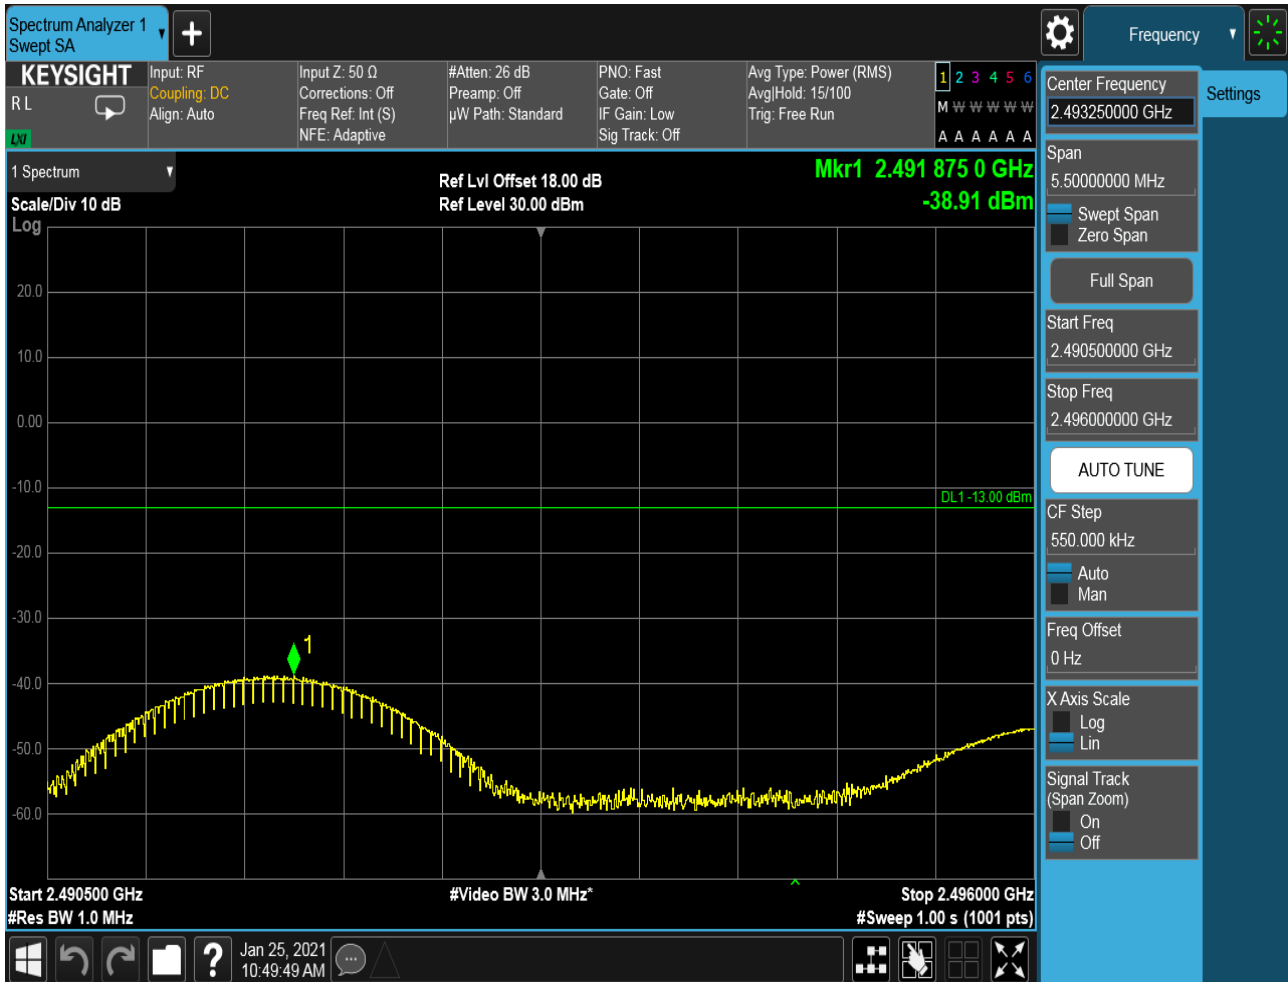 Spectrum Analyzer 1
Swept SA
Frequency
KEYSIGHT
R L
LXI
Input: RF
Coupling: DC
Align: Auto
Input Z: 50 Ω
Corrections: Off
Freq Ref: Int (S)
NFE: Adaptive
#Atten: 26 dB
Preamp: Off
µW Path: Standard
PNO: Fast
Gate: Off
IF Gain: Low
Sig Track: Off
Avg Type: Power (RMS)
Avg|Hold: 15/100
Trig: Free Run
1 2 3 4 5 6
M W W W W W
A A A A A A
1 Spectrum
Scale/Div 10 dB
Log
Ref Lvl Offset 18.00 dB
Ref Level 30.00 dBm
Mkr1 2.491 875 0 GHz
-38.91 dBm
20.0
10.0
0.00
-10.0
DL1 -13.00 dBm
-20.0
-30.0
1
-40.0
-50.0
-60.0
Start 2.490500 GHz
#Res BW 1.0 MHz
#Video BW 3.0 MHz*
Stop 2.496000 GHz
#Sweep 1.00 s (1001 pts)
Center Frequency
2.493250000 GHz
Settings
Span
5.50000000 MHz
Swept Span
Zero Span
Full Span
Start Freq
2.490500000 GHz
Stop Freq
2.496000000 GHz
AUTO TUNE
CF Step
550.000 kHz
Auto
Man
Freq Offset
0 Hz
X Axis Scale
Log
Lin
Signal Track
(Span Zoom)
On
Off
?
Jan 25, 2021
10:49:49 AM